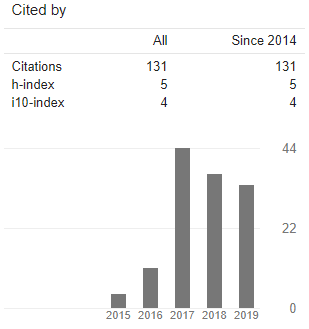 Cited by
All Since 2014
Citations 131 131
h-index 5 5
i10-index 4 4
44
22
0
2015 2016 2017 2018 2019